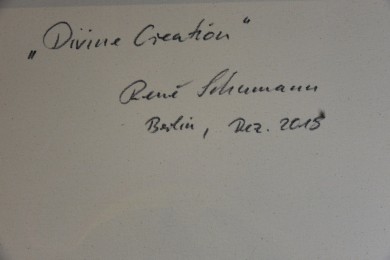 „Divine Creation“
René Schumann
Berlin, Dez. 2015